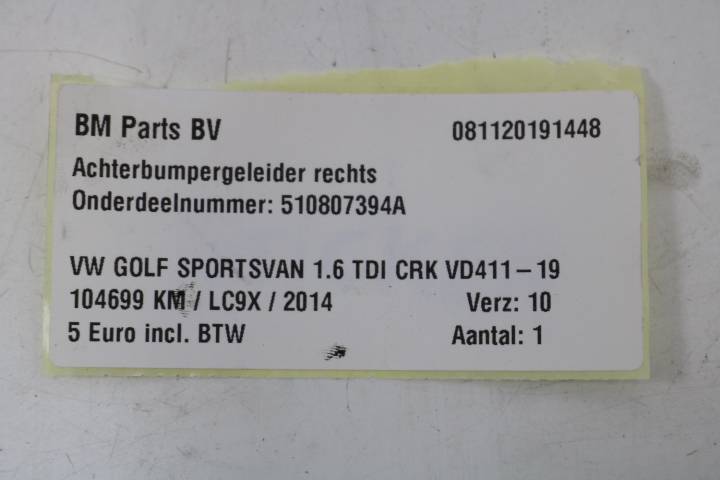 BM Parts BV 081120191448
Achterbumpergeleider rechts
Onderdeelnummer: 510807394A
VW GOLF SPORTSVAN 1.6 TDI CRK VD411-19
104699 KM / LC9X / 2014 Verz: 10
5 Euro incl. BTW Aantal: 1